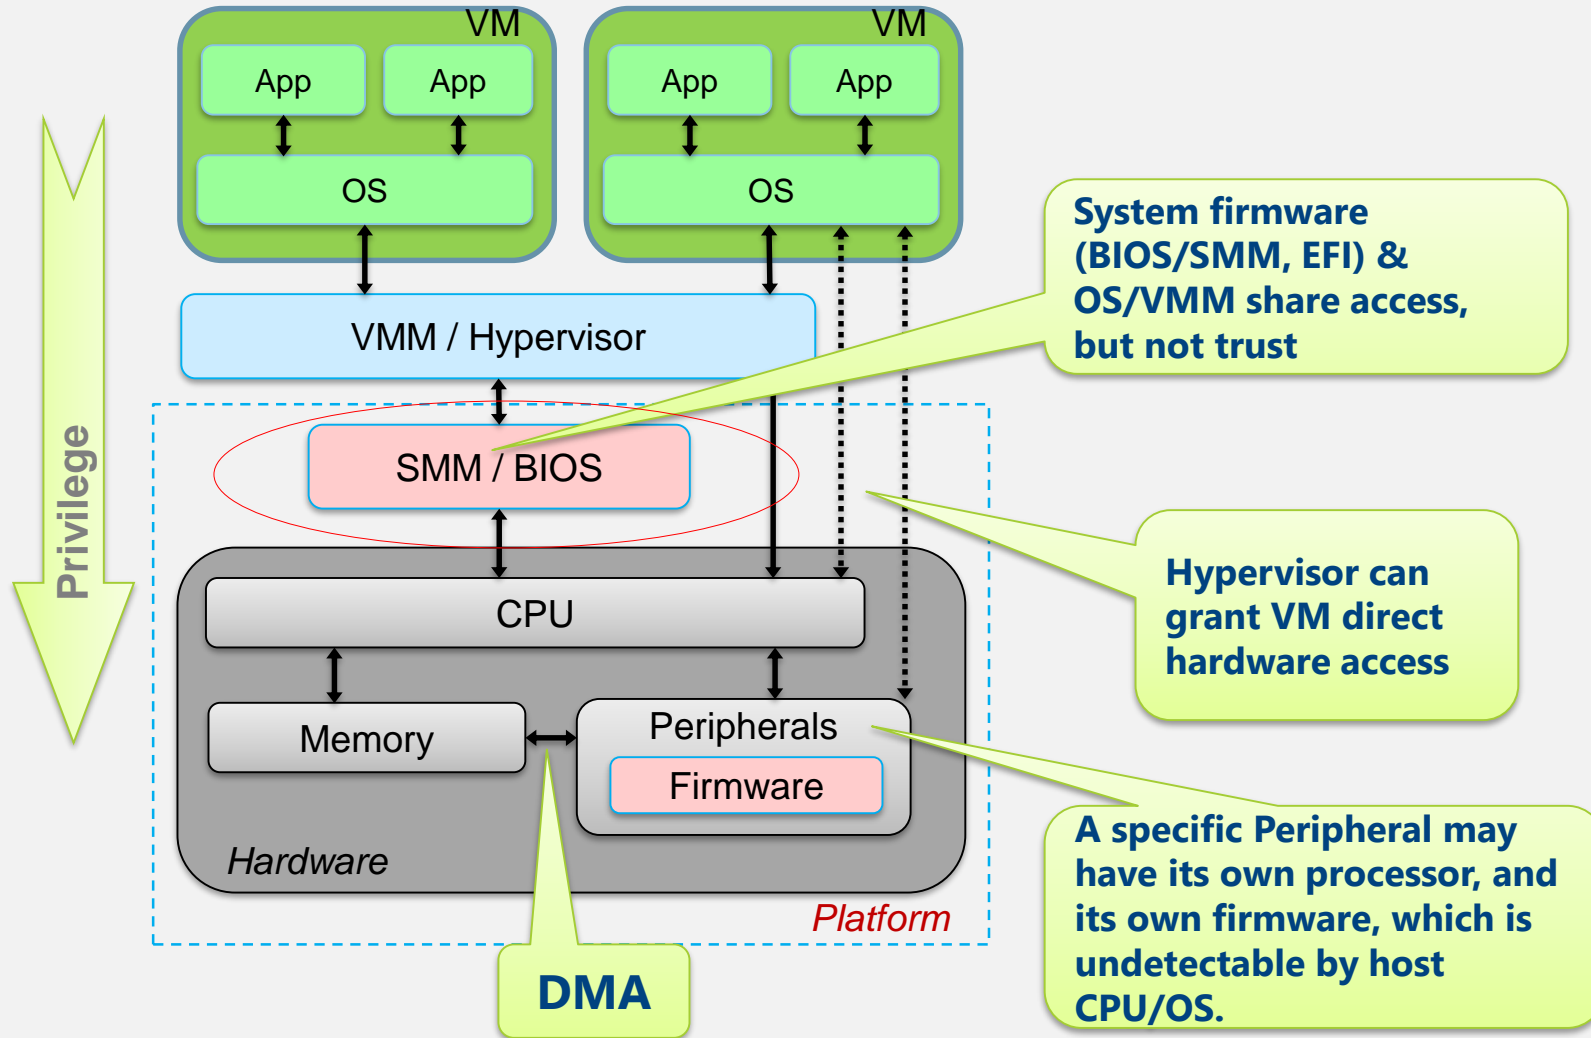 VM
VM
App
App
App
App
OS
OS
System firmware
(BIOS/SMM, EFI) &
OS/VMM share access,
but not trust
VMM / Hypervisor
Privilege
SMM / BIOS
Hypervisor can
grant VM direct
hardware access
CPU
Memory
Peripherals
Firmware
Hardware
Platform
A specific Peripheral may
have its own processor, and
its own firmware, which is
undetectable by host
CPU/OS.
DMA